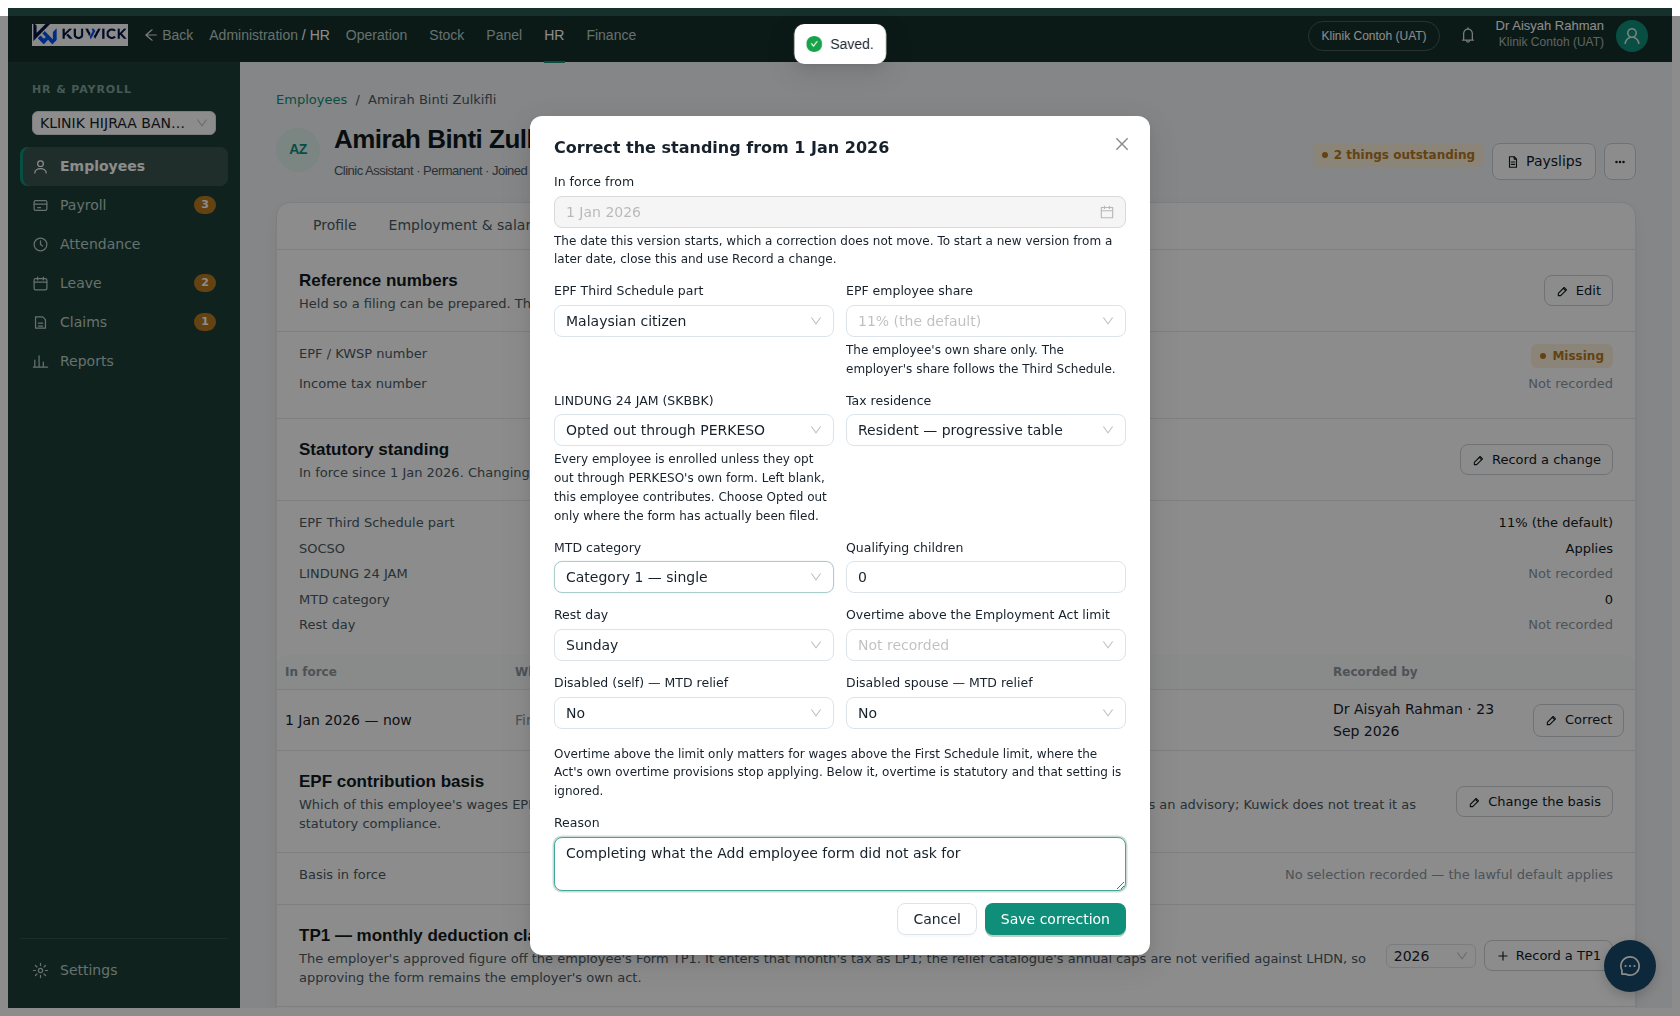 KUWICK
Back
Administration / HR
Operation
Stock
Panel
HR
Finance
Saved.
Klinik Contoh (UAT)
Dr Aisyah Rahman
Klinik Contoh (UAT)
HR & PAYROLL
KLINIK HIJRAA BAN...
Employees
Payroll 3
Attendance
Leave 2
Claims 1
Reports
Settings
Employees / Amirah Binti Zulkifli
AZ
Amirah Binti Zul
Clinic Assistant · Permanent · Joined
2 things outstanding
Payslips
Profile
Employment & salar
Reference numbers
Held so a filing can be prepared. Th
Edit
EPF / KWSP number
Missing
Income tax number
Not recorded
Statutory standing
In force since 1 Jan 2026. Changing
Record a change
EPF Third Schedule part
11% (the default)
SOCSO
Applies
LINDUNG 24 JAM
Not recorded
MTD category
0
Rest day
Not recorded
In force
Recorded by
1 Jan 2026 — now
Dr Aisyah Rahman · 23
Sep 2026
Correct
EPF contribution basis
Which of this employee's wages EP
s an advisory; Kuwick does not treat it as
statutory compliance.
Change the basis
Basis in force
No selection recorded — the lawful default applies
TP1 — monthly deduction cla
The employer's approved figure off the employee's Form TP1. It enters that month's tax as LP1; the relief catalogue's annual caps are not verified against LHDN, so
approving the form remains the employer's own act.
2026
Record a TP1
Correct the standing from 1 Jan 2026
In force from
1 Jan 2026
The date this version starts, which a correction does not move. To start a new version from a
later date, close this and use Record a change.
EPF Third Schedule part
Malaysian citizen
EPF employee share
11% (the default)
The employee's own share only. The
employer's share follows the Third Schedule.
LINDUNG 24 JAM (SKBBK)
Opted out through PERKESO
Every employee is enrolled unless they opt
out through PERKESO's own form. Left blank,
this employee contributes. Choose Opted out
only where the form has actually been filed.
Tax residence
Resident — progressive table
MTD category
Category 1 — single
Qualifying children
0
Rest day
Sunday
Overtime above the Employment Act limit
Not recorded
Disabled (self) — MTD relief
No
Disabled spouse — MTD relief
No
Overtime above the limit only matters for wages above the First Schedule limit, where the
Act's own overtime provisions stop applying. Below it, overtime is statutory and that setting is
ignored.
Reason
Completing what the Add employee form did not ask for
Cancel
Save correction